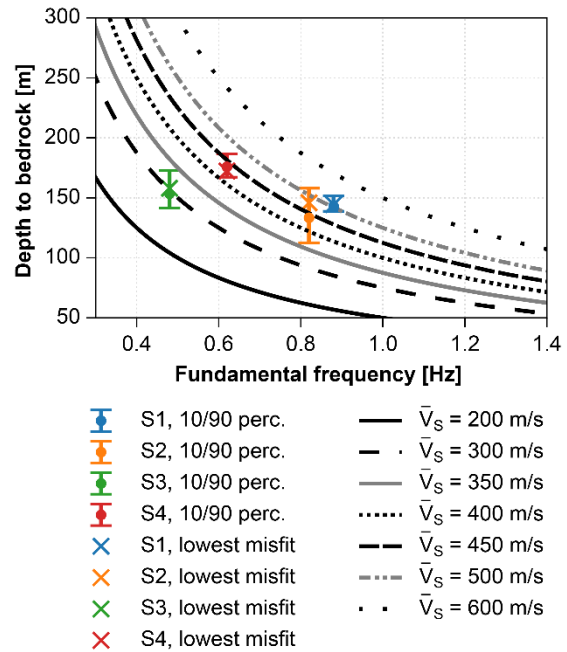 300
250
200
150
100
50
Depth to bedrock [m]
0.4 0.6 0.8 1.0 1.2 1.4
Fundamental frequency [Hz]
S1, 10/90 perc.
S2, 10/90 perc.
S3, 10/90 perc.
S4, 10/90 perc.
S1, lowest misfit
S2, lowest misfit
S3, lowest misfit
S4, lowest misfit
V̄S = 200 m/s
V̄S = 300 m/s
V̄S = 350 m/s
V̄S = 400 m/s
V̄S = 450 m/s
V̄S = 500 m/s
V̄S = 600 m/s